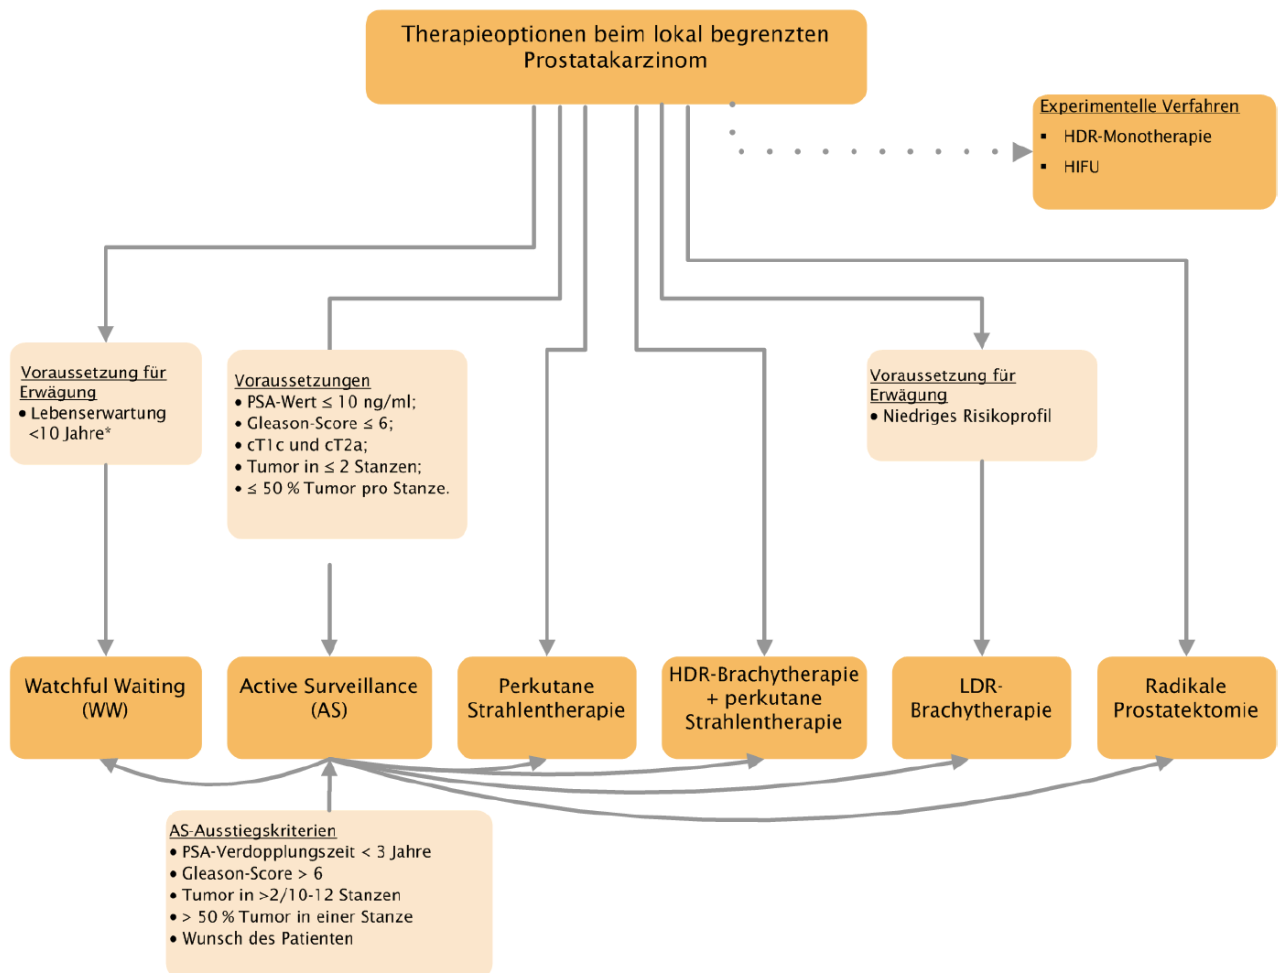 Therapieoptionen beim lokal begrenzten
Prostatakarzinom
Experimentelle Verfahren
▪ HDR-Monotherapie
▪ HIFU
Voraussetzung für
Erwägung
• Lebenserwartung
<10 Jahre*
Voraussetzungen
• PSA-Wert ≤ 10 ng/ml;
• Gleason-Score ≤ 6;
• cT1c und cT2a;
• Tumor in ≤ 2 Stanzen;
• ≤ 50 % Tumor pro Stanze.
Voraussetzung für
Erwägung
• Niedriges Risikoprofil
Watchful Waiting
(WW)
Active Surveillance
(AS)
Perkutane
Strahlentherapie
HDR-Brachytherapie
+ perkutane
Strahlentherapie
LDR-
Brachytherapie
Radikale
Prostatektomie
AS-Ausstiegskriterien
• PSA-Verdopplungszeit < 3 Jahre
• Gleason-Score > 6
• Tumor in >2/10-12 Stanzen
• > 50 % Tumor in einer Stanze
• Wunsch des Patienten